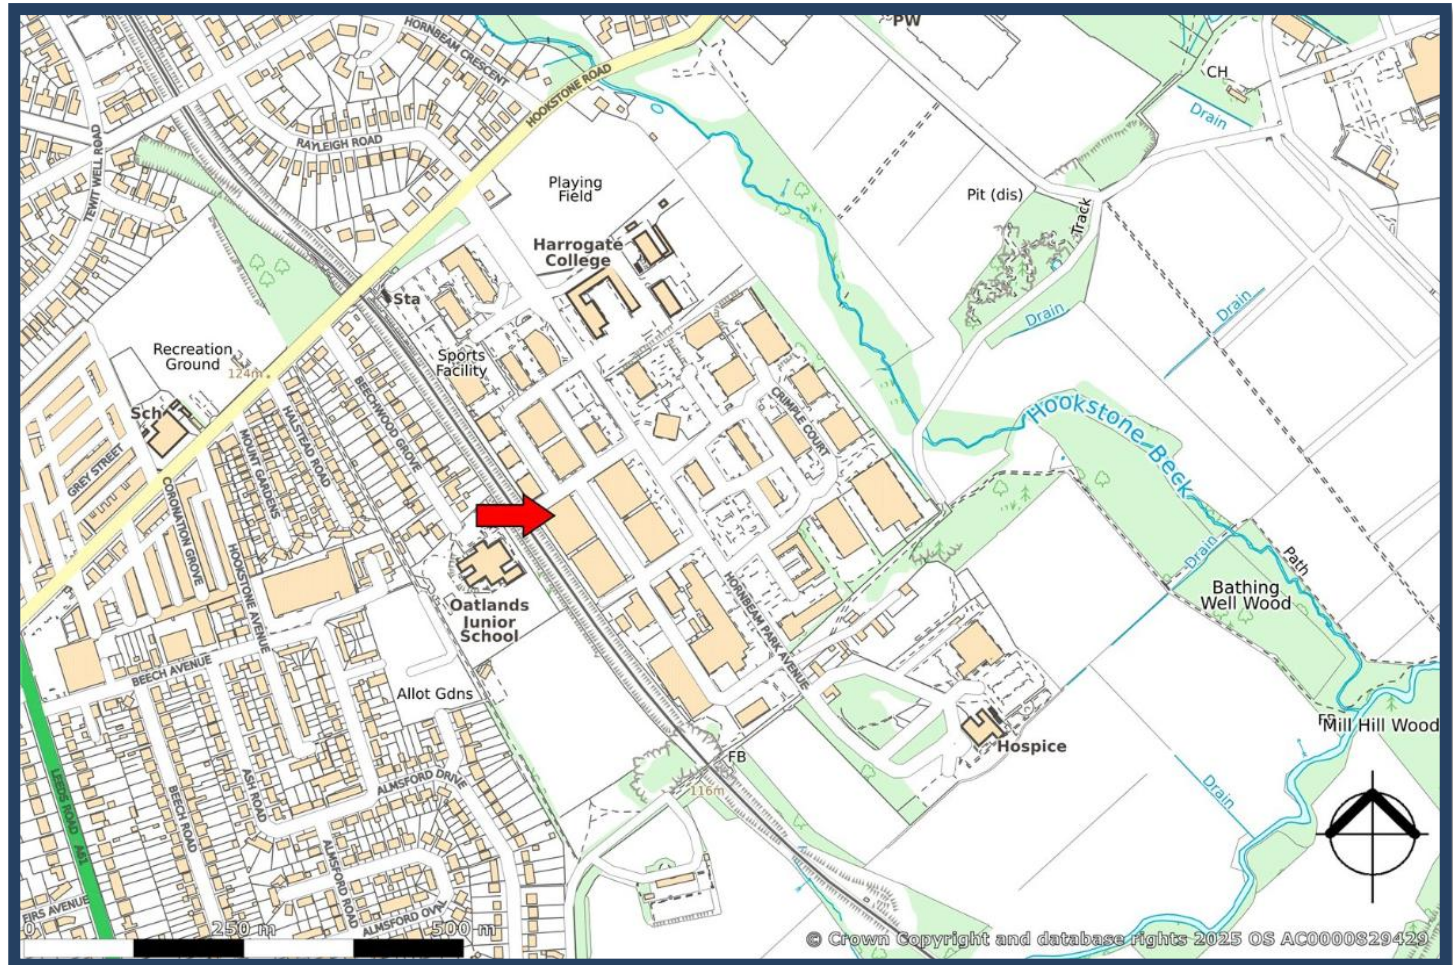 PW
HORNBEAM CRESCENT
HOOKSTONE ROAD
CH
Drain
RAYLEIGH ROAD
TEWIT WELL ROAD
Playing
Field
Pit (dis)
Track
Harrogate
College
Sta
Drain
Drain
Recreation
Ground
124m
Sports
Facility
Sch
BEECHWOOD GROVE
HALSTEAD ROAD
CRIMPLE COURT
Hookstone Beck
MOUNT GARDENS
GREY STREET
CORONATION GROVE
HOOKSTONE AVENUE
Drain
Path
Bathing
Well Wood
Oatlands
Junior
School
HORNBEAM PARK AVENUE
BEECH AVENUE
Allot Gdns
Mill Hill Wood
Hospice
FB
116m
Drain
LEEDS ROAD A61
BEECH ROAD
ASH ROAD
ALMSFORD DRIVE
ALMSFORD ROAD
ALMSFORD OVAL
FIRS AVENUE
0 250 m 500 m
© Crown Copyright and database rights 2025 OS AC0000829429